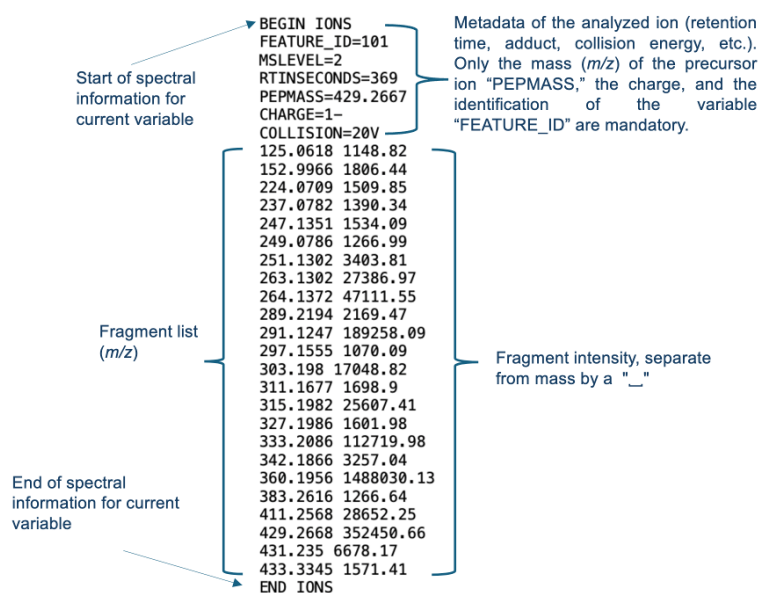 BEGIN IONS
FEATURE_ID=101
MSLEVEL=2
RTINSECONDS=369
PEPMASS=429.2667
CHARGE=1-
COLLISION=20V
Metadata of the analyzed ion (retention
time, adduct, collision energy, etc.).
Only the mass (m/z) of the precursor
ion “PEPMASS,” the charge, and the
identification of the variable
“FEATURE_ID” are mandatory.
Start of spectral
information for
current variable
125.0618 1148.82
152.9966 1806.44
224.0709 1509.85
237.0782 1390.34
247.1351 1534.09
249.0786 1266.99
251.1302 3403.81
263.1302 27386.97
264.1372 47111.55
289.2194 2169.47
291.1247 189258.09
297.1555 1070.09
303.198 17048.82
311.1677 1698.9
315.1982 25607.41
327.1986 1601.98
333.2086 112719.98
342.1866 3257.04
360.1956 1488030.13
383.2616 1266.64
411.2568 28652.25
429.2668 352450.66
431.235 6678.17
433.3345 1571.41
Fragment list
(m/z)
Fragment intensity, separate
from mass by a "⎵"
End of spectral
information for current
variable
END IONS